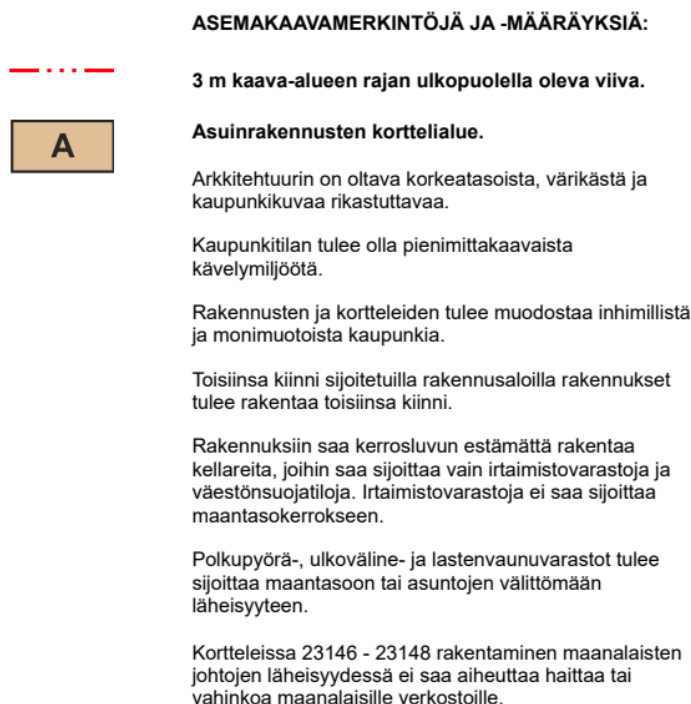 ASEMAKAAVAMERKINTÖJÄ JA -MÄÄRÄYKSIÄ:
3 m kaava-alueen rajan ulkopuolella oleva viiva.
A
Asuinrakennusten korttelialue.
Arkkitehtuurin on oltava korkeatasoista, värikästä ja
kaupunkikuvaa rikastuttavaa.
Kaupunkitilan tulee olla pienimittakaavaista
kävelymiljöötä.
Rakennusten ja kortteleiden tulee muodostaa inhimillistä
ja monimuotoista kaupunkia.
Toisiinsa kiinni sijoitetuilla rakennusaloilla rakennukset
tulee rakentaa toisiinsa kiinni.
Rakennuksiin saa kerrosluvun estämättä rakentaa
kellareita, joihin saa sijoittaa vain irtaimistovarastoja ja
väestönsuojatiloja. Irtaimistovarastoja ei saa sijoittaa
maantasokerrokseen.
Polkupyörä-, ulkoväline- ja lastenvaunuvarastot tulee
sijoittaa maantasoon tai asuntojen välittömään
läheisyyteen.
Kortteleissa 23146 - 23148 rakentaminen maanalaisten
johtojen läheisyydessä ei saa aiheuttaa haittaa tai
vahinkoa maanalaisille verkostoille.